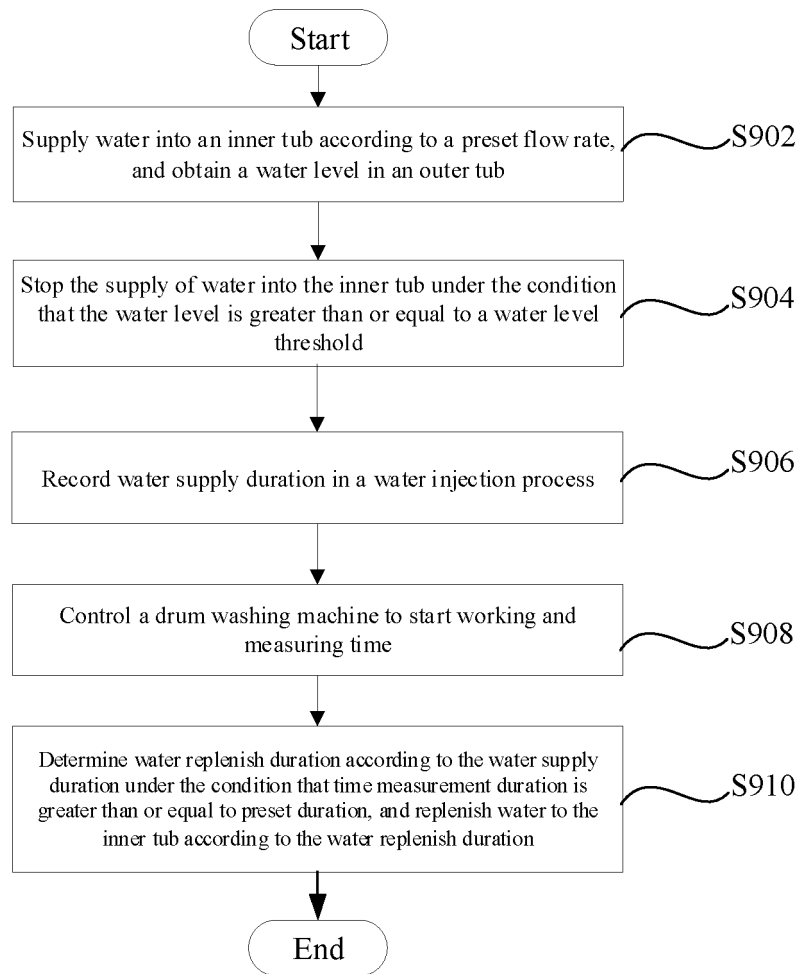 Start
Supply water into an inner tub according to a preset flow rate,
and obtain a water level in an outer tub
S902
Stop the supply of water into the inner tub under the condition
that the water level is greater than or equal to a water level
threshold
S904
Record water supply duration in a water injection process
S906
Control a drum washing machine to start working and
measuring time
S908
Determine water replenish duration according to the water supply
duration under the condition that time measurement duration is
greater than or equal to preset duration, and replenish water to the
inner tub according to the water replenish duration
S910
End